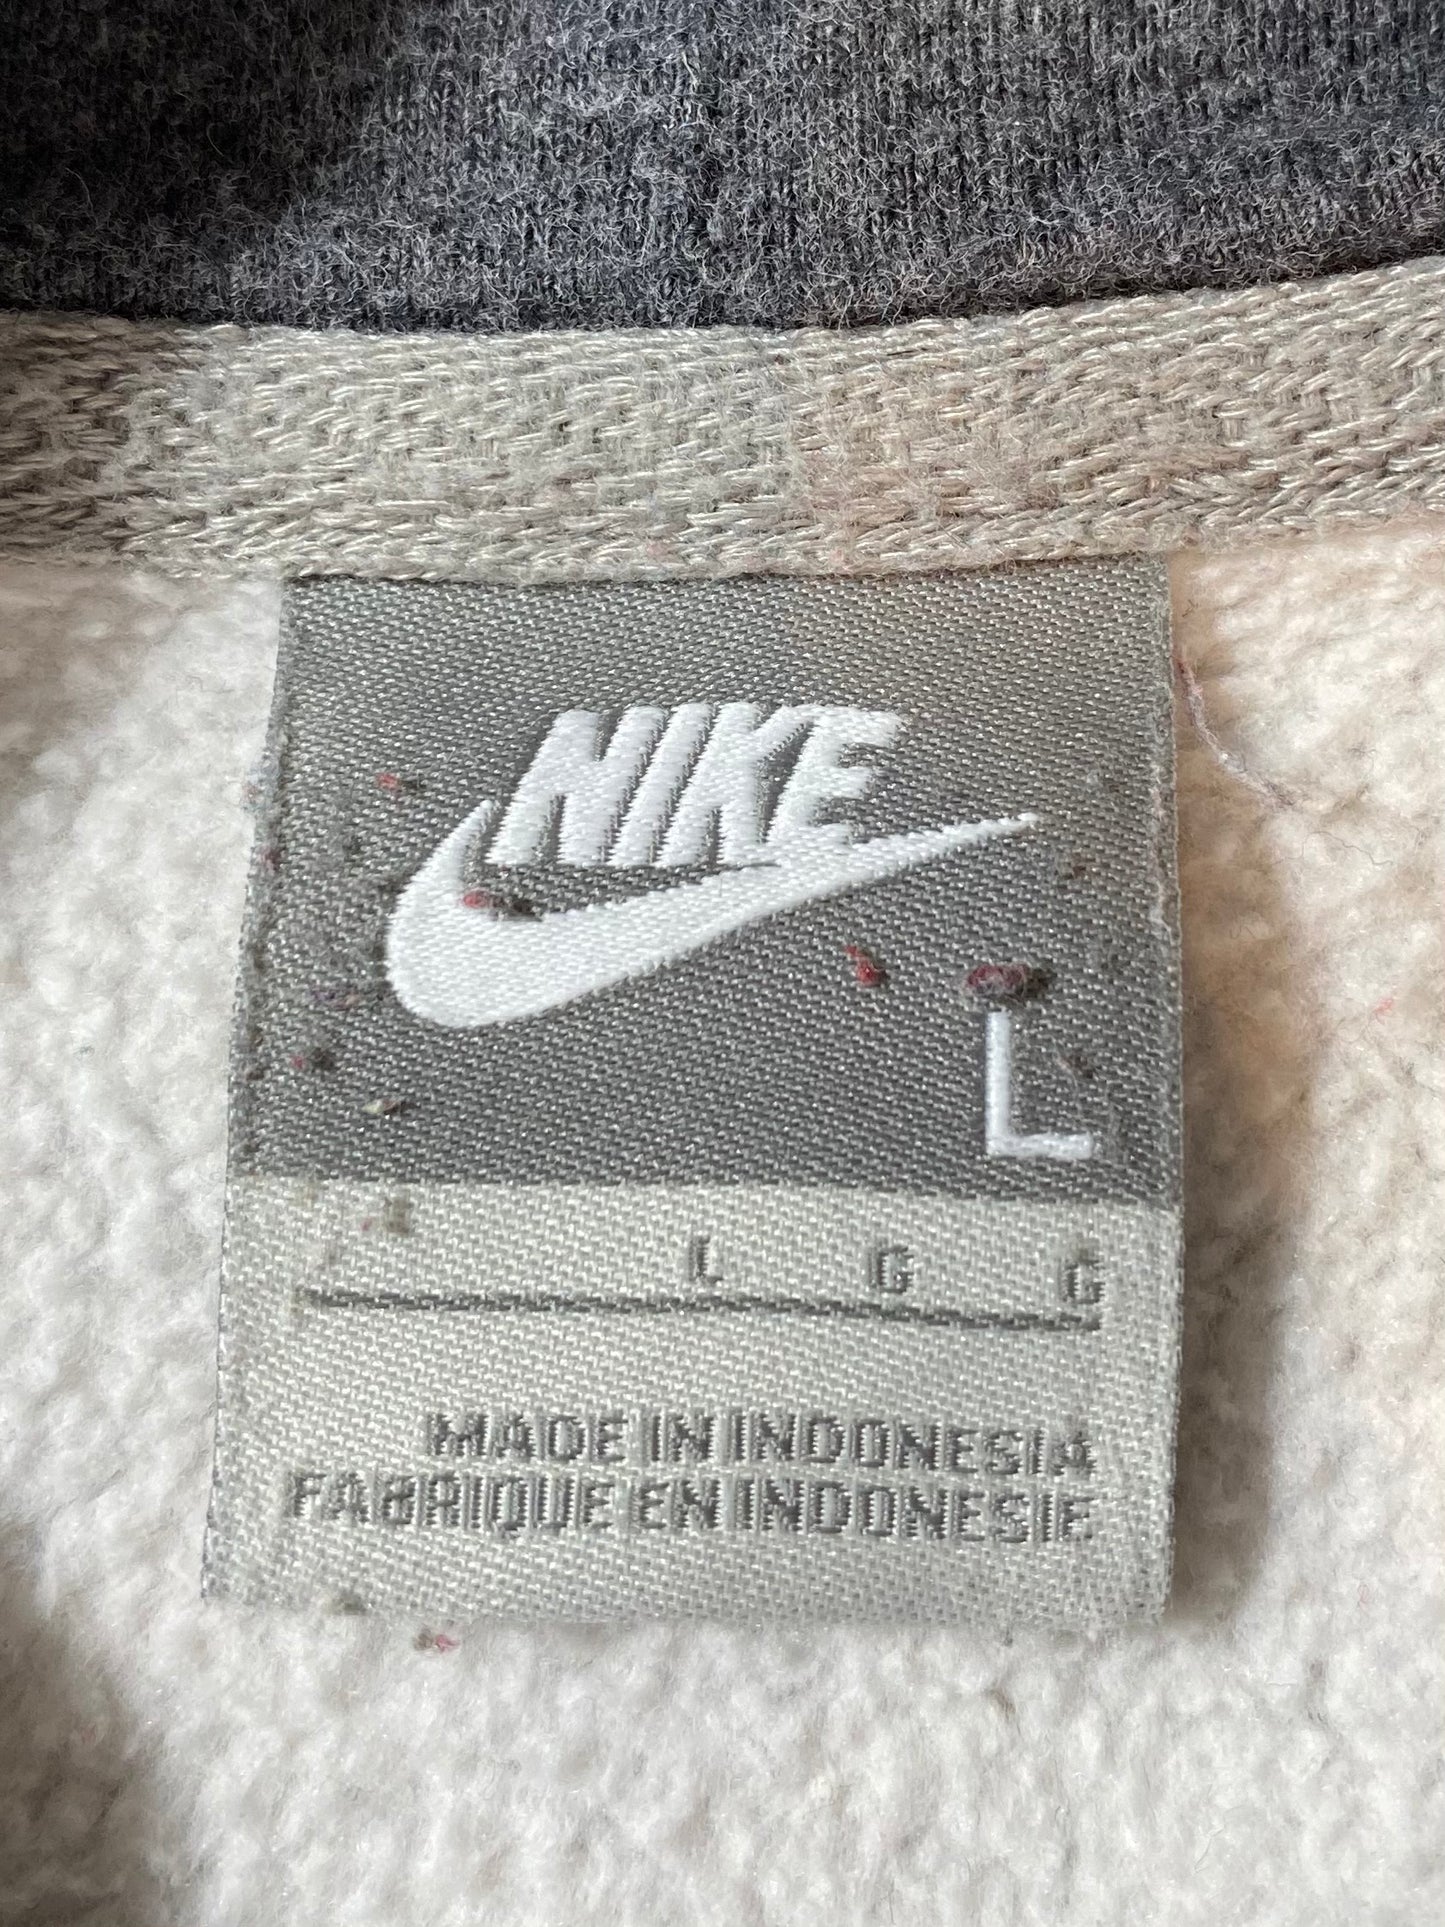 NIKE
L
L G G
MADE IN INDONESIA
FABRIQUE EN INDONESIE